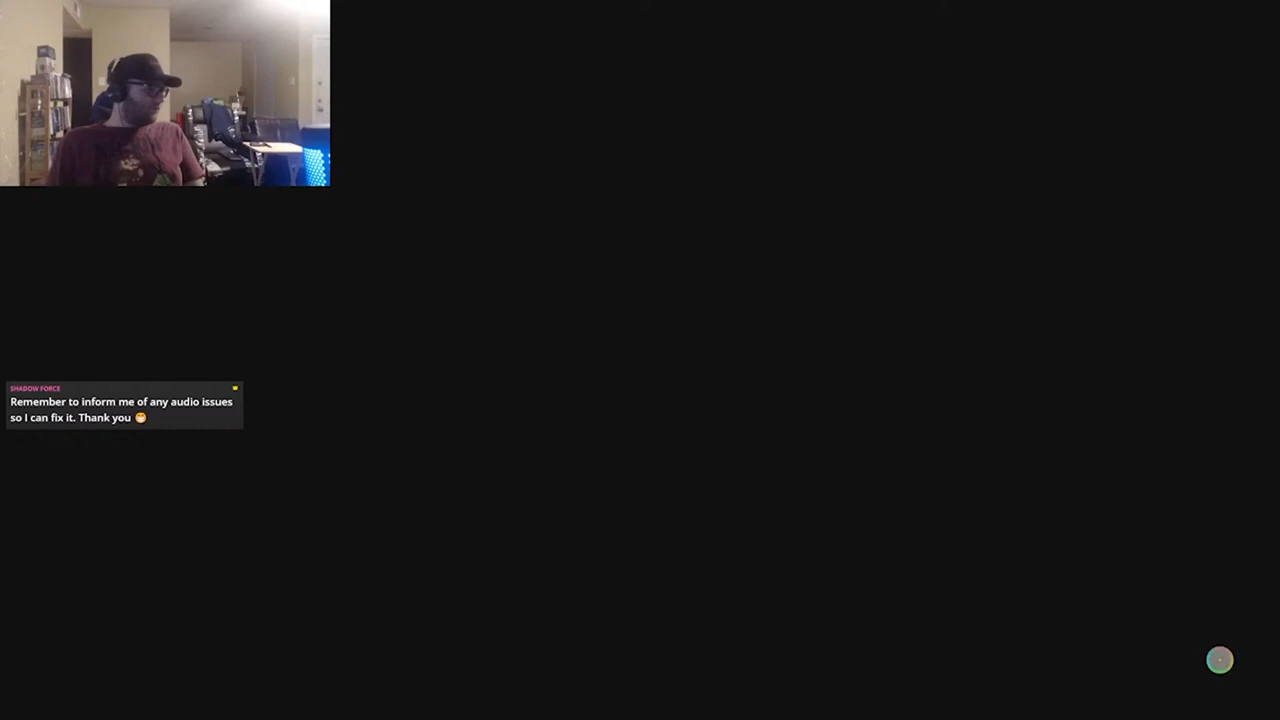 SHADOW FORCE
Remember to inform me of any audio issues
so I can fix it. Thank you 😁